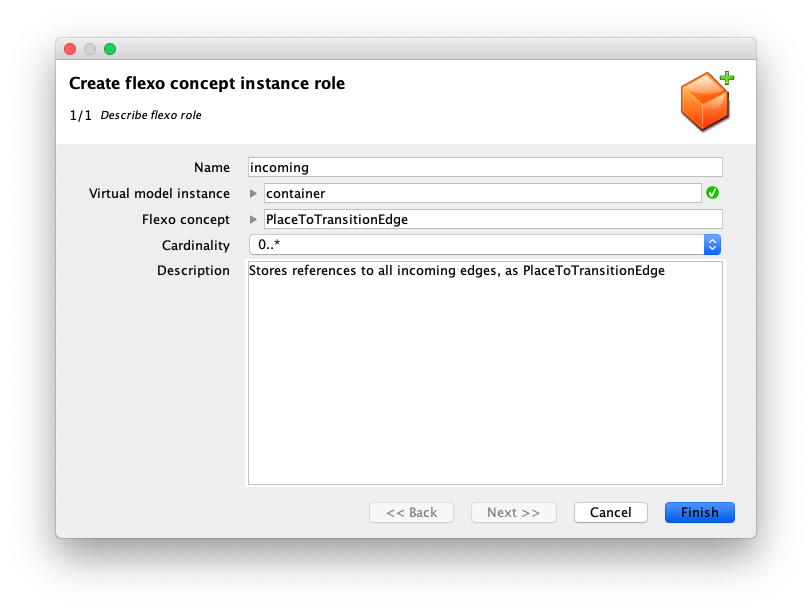 Create flexo concept instance role
1/1 Describe flexo role
Name incoming
Virtual model instance container
Flexo concept PlaceToTransitionEdge
Cardinality 0..*
Description Stores references to all incoming edges, as PlaceToTransitionEdge
<< Back Next >> Cancel Finish